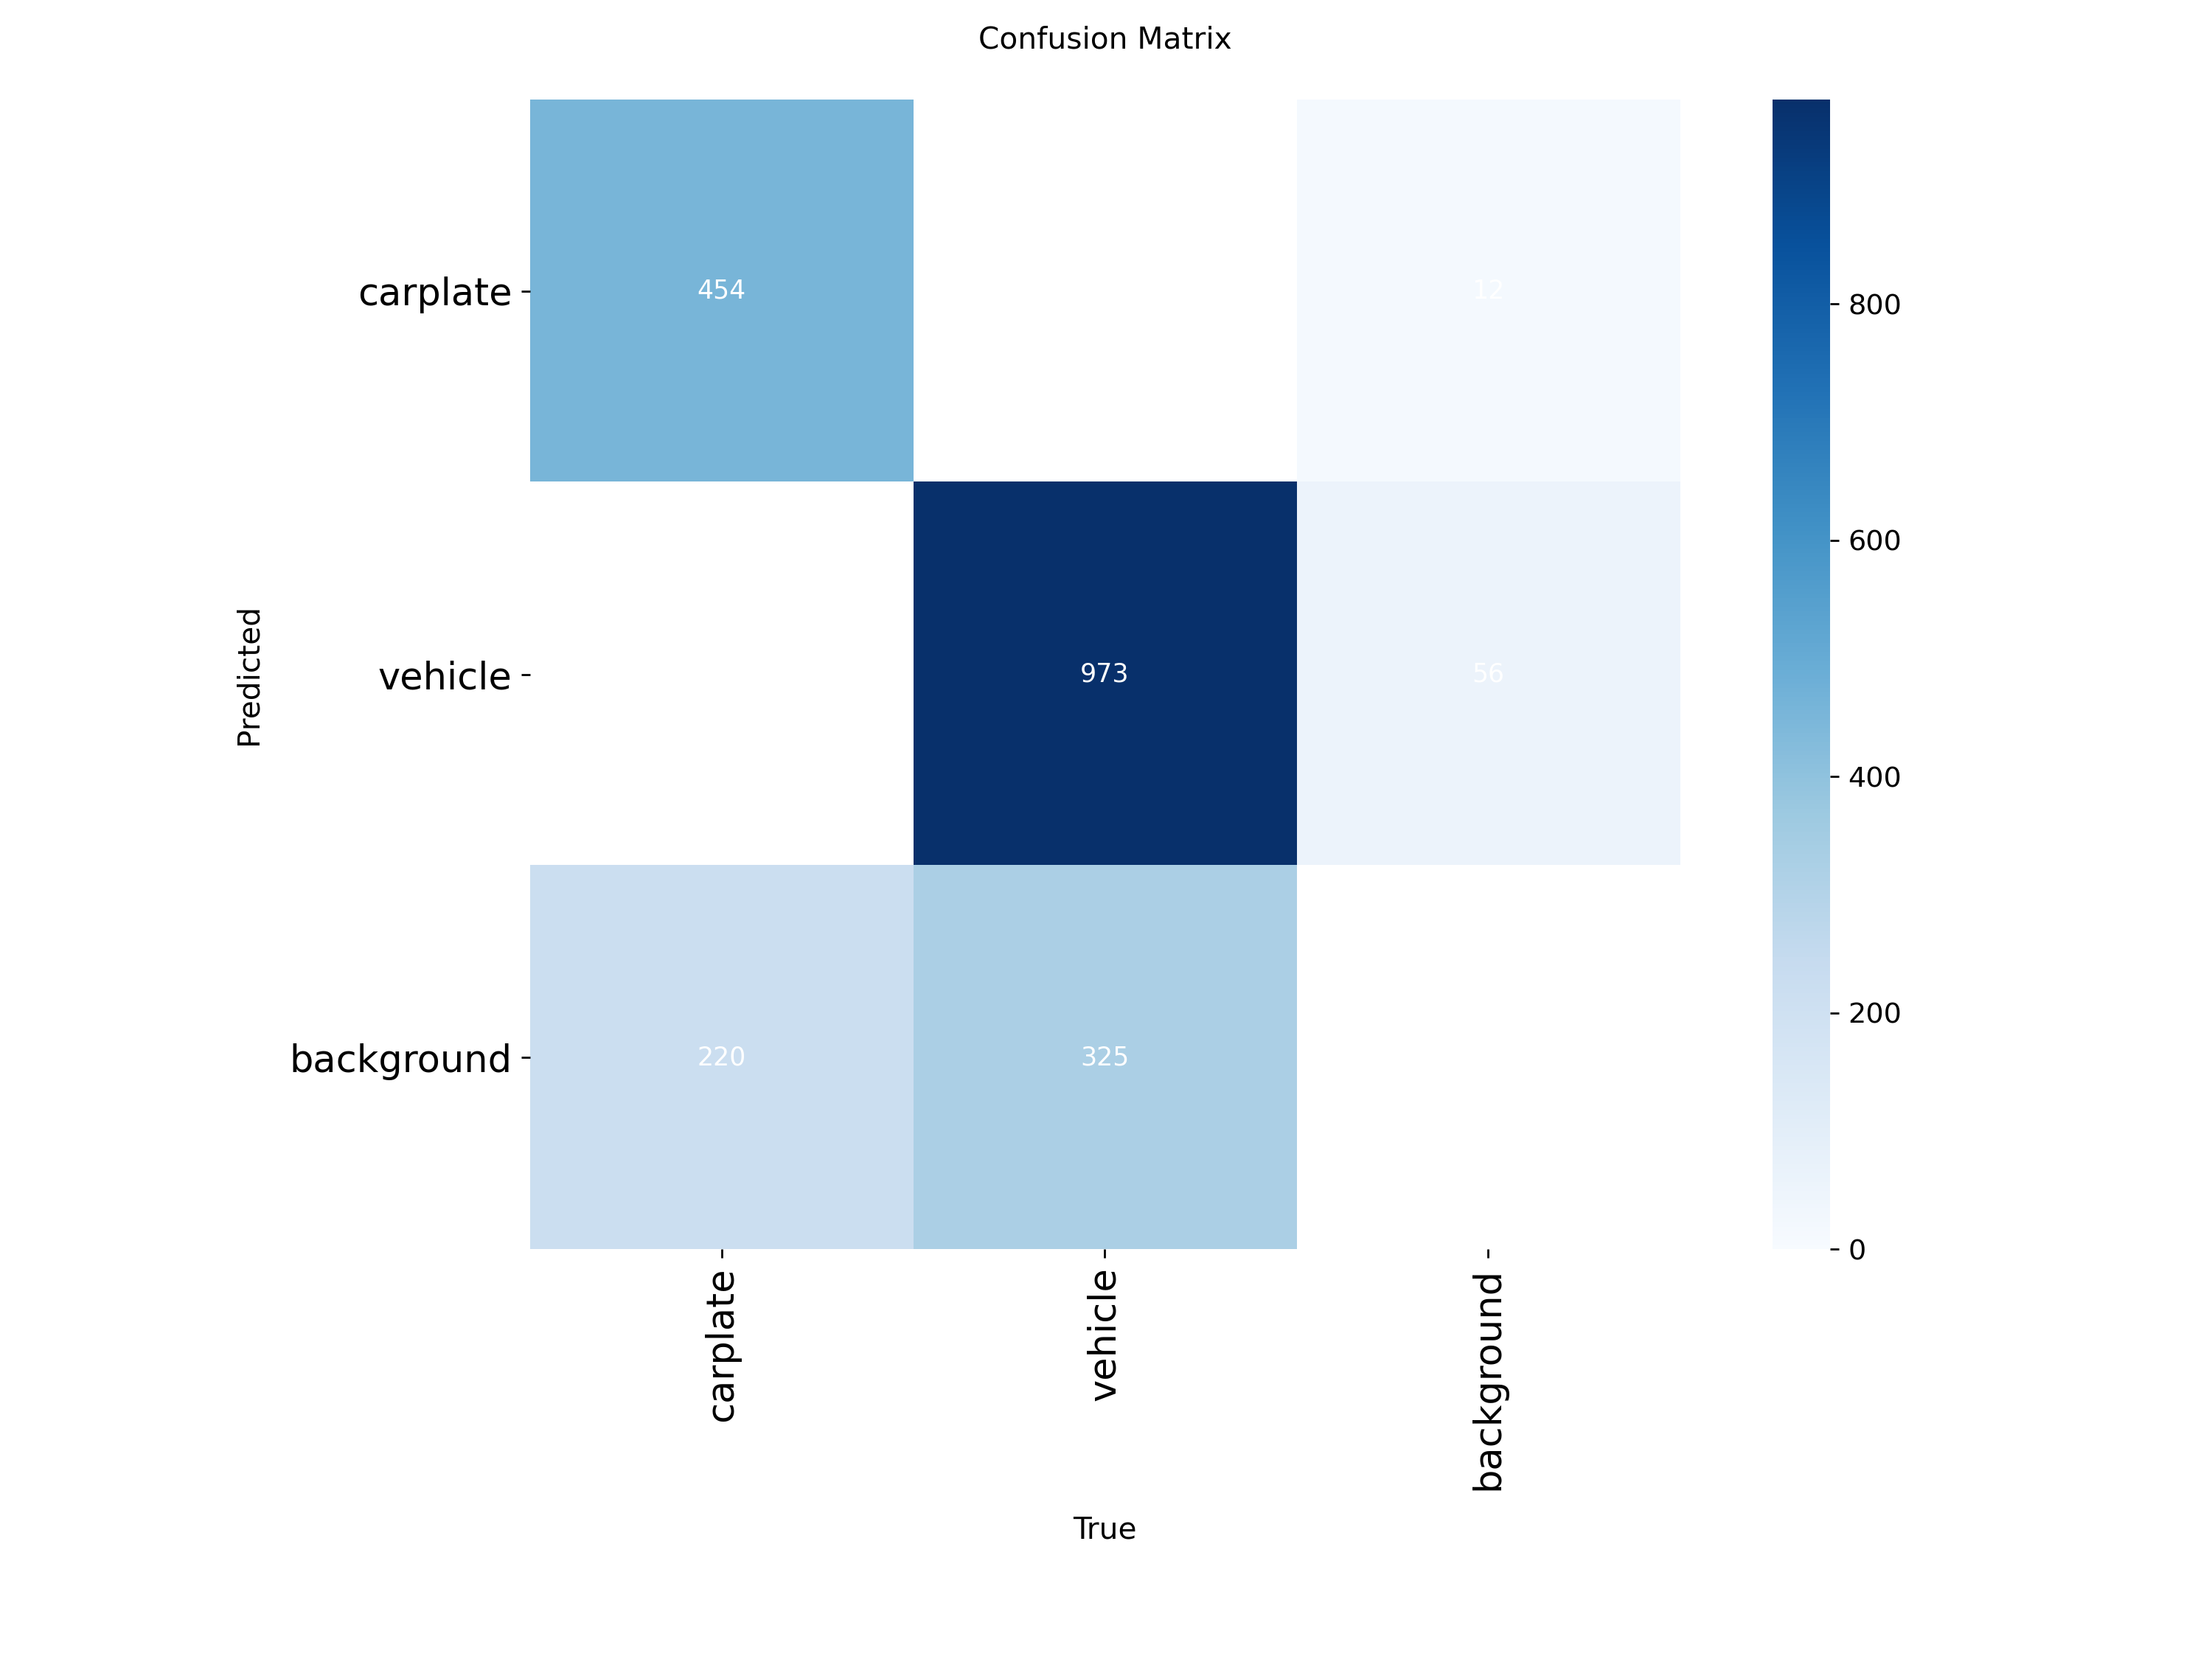 Confusion Matrix
carplate
454
12
800
600
Predicted
vehicle
973
56
400
background
220
325
200
0
carplate
vehicle
background
True